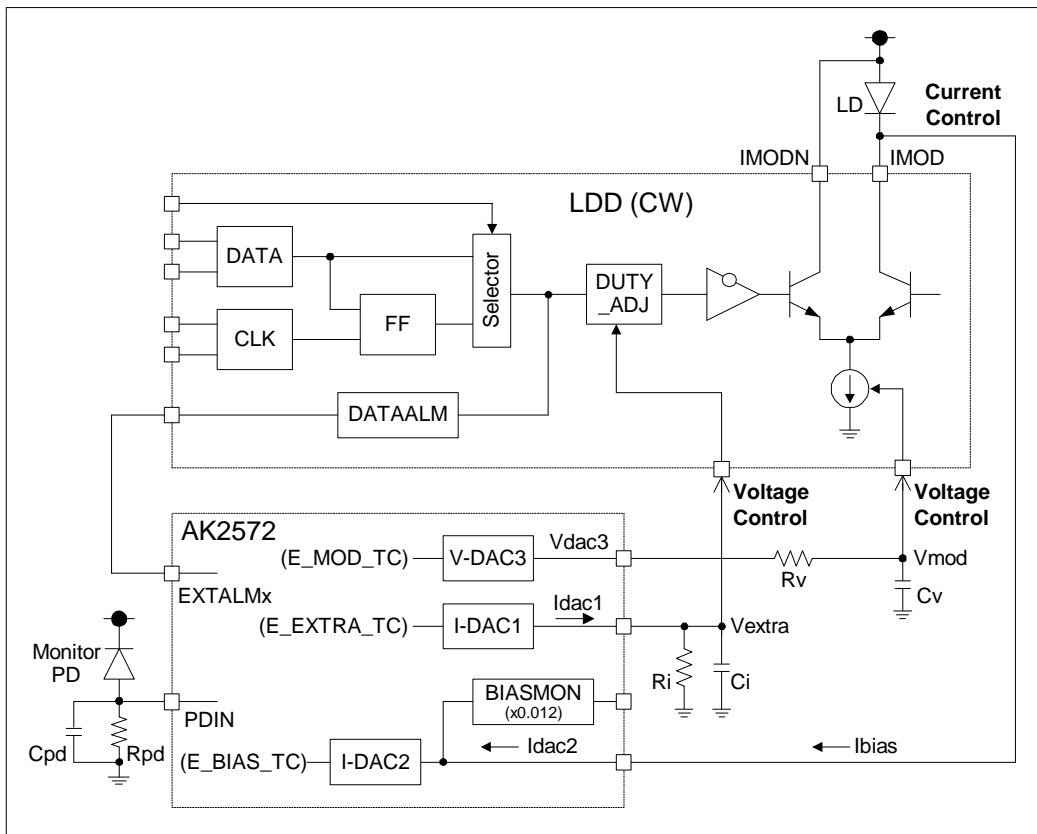 LD
Current
Control
IMODN
IMOD
LDD (CW)
DATA
CLK
FF
Selector
DUTY
_ADJ
DATAALM
Voltage
Control
Voltage
Control
AK2572
(E_MOD_TC)
V-DAC3
Vdac3
Rv
Vmod
Cv
EXTALMx
(E_EXTRA_TC)
I-DAC1
Idac1
Vextra
Ri
Ci
Monitor
PD
PDIN
Cpd
Rpd
BIASMON
(x0.012)
(E_BIAS_TC)
I-DAC2
Idac2
Ibias